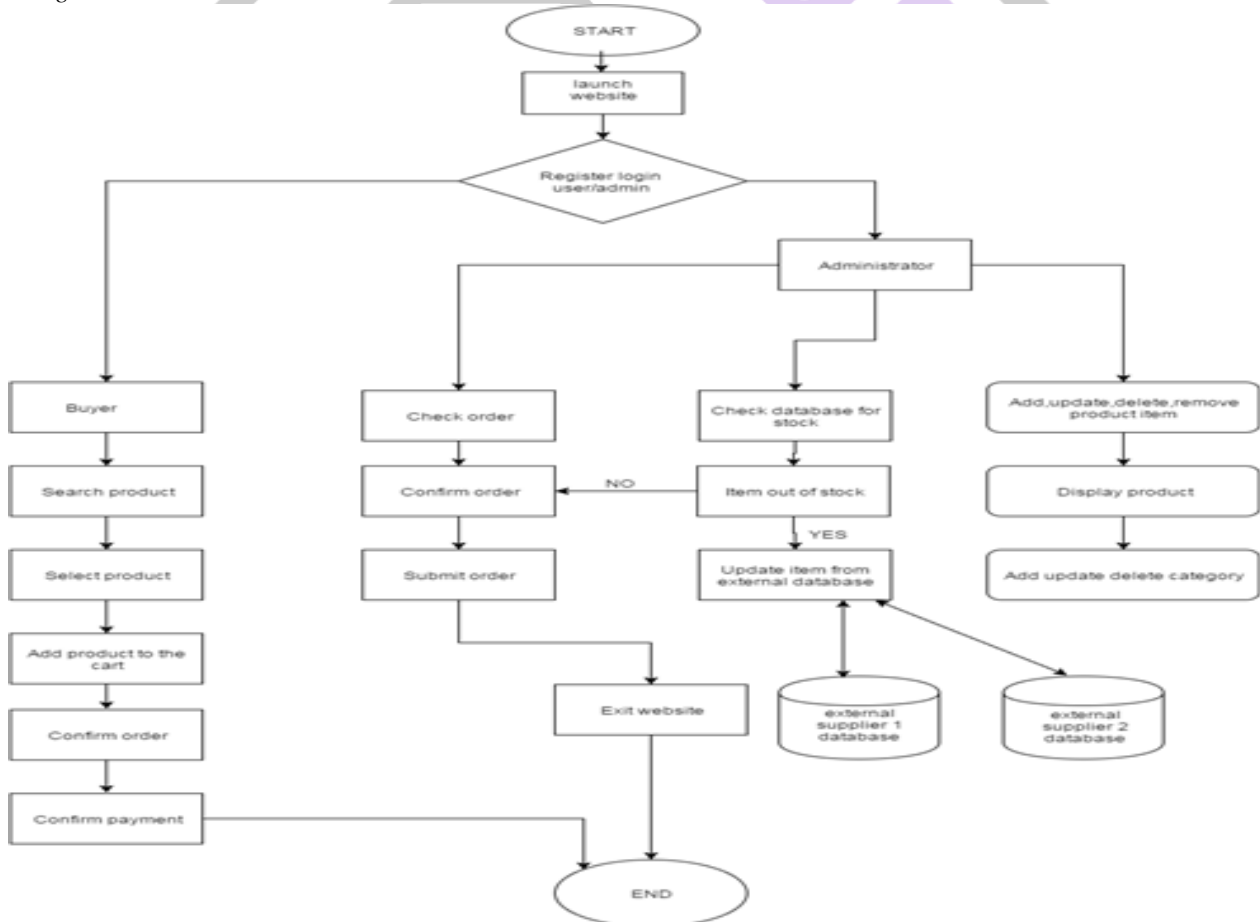 START
launch
website
Register login
user/admin
Administrator
Buyer
Check order
Check database for
stock
Add,update,delete,remove
product item
Search product
Confirm order
NO
Item out of stock
Display product
YES
Select product
Submit order
Update item from
external database
Add update delete category
Add product to the
cart
Exit website
external
supplier 1
database
external
supplier 2
database
Confirm order
Confirm payment
END